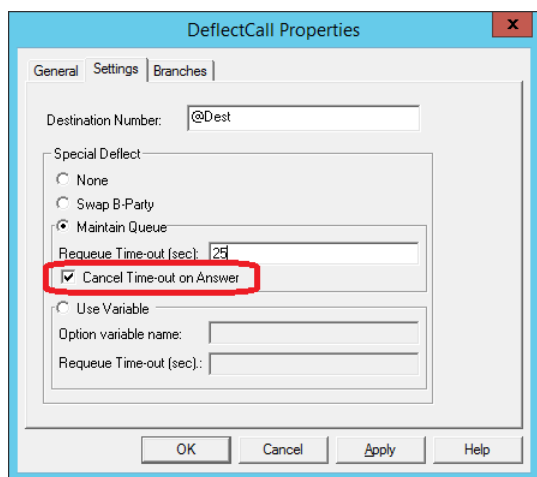 DeflectCall Properties
x
General Settings Branches
Destination Number: @Dest
Special Deflect
None
Swap B-Party
Maintain Queue
Requeue Time-out (sec): 25
Cancel Time-out on Answer
Use Variable
Option variable name:
Requeue Time-out (sec).:
OK Cancel Apply Help